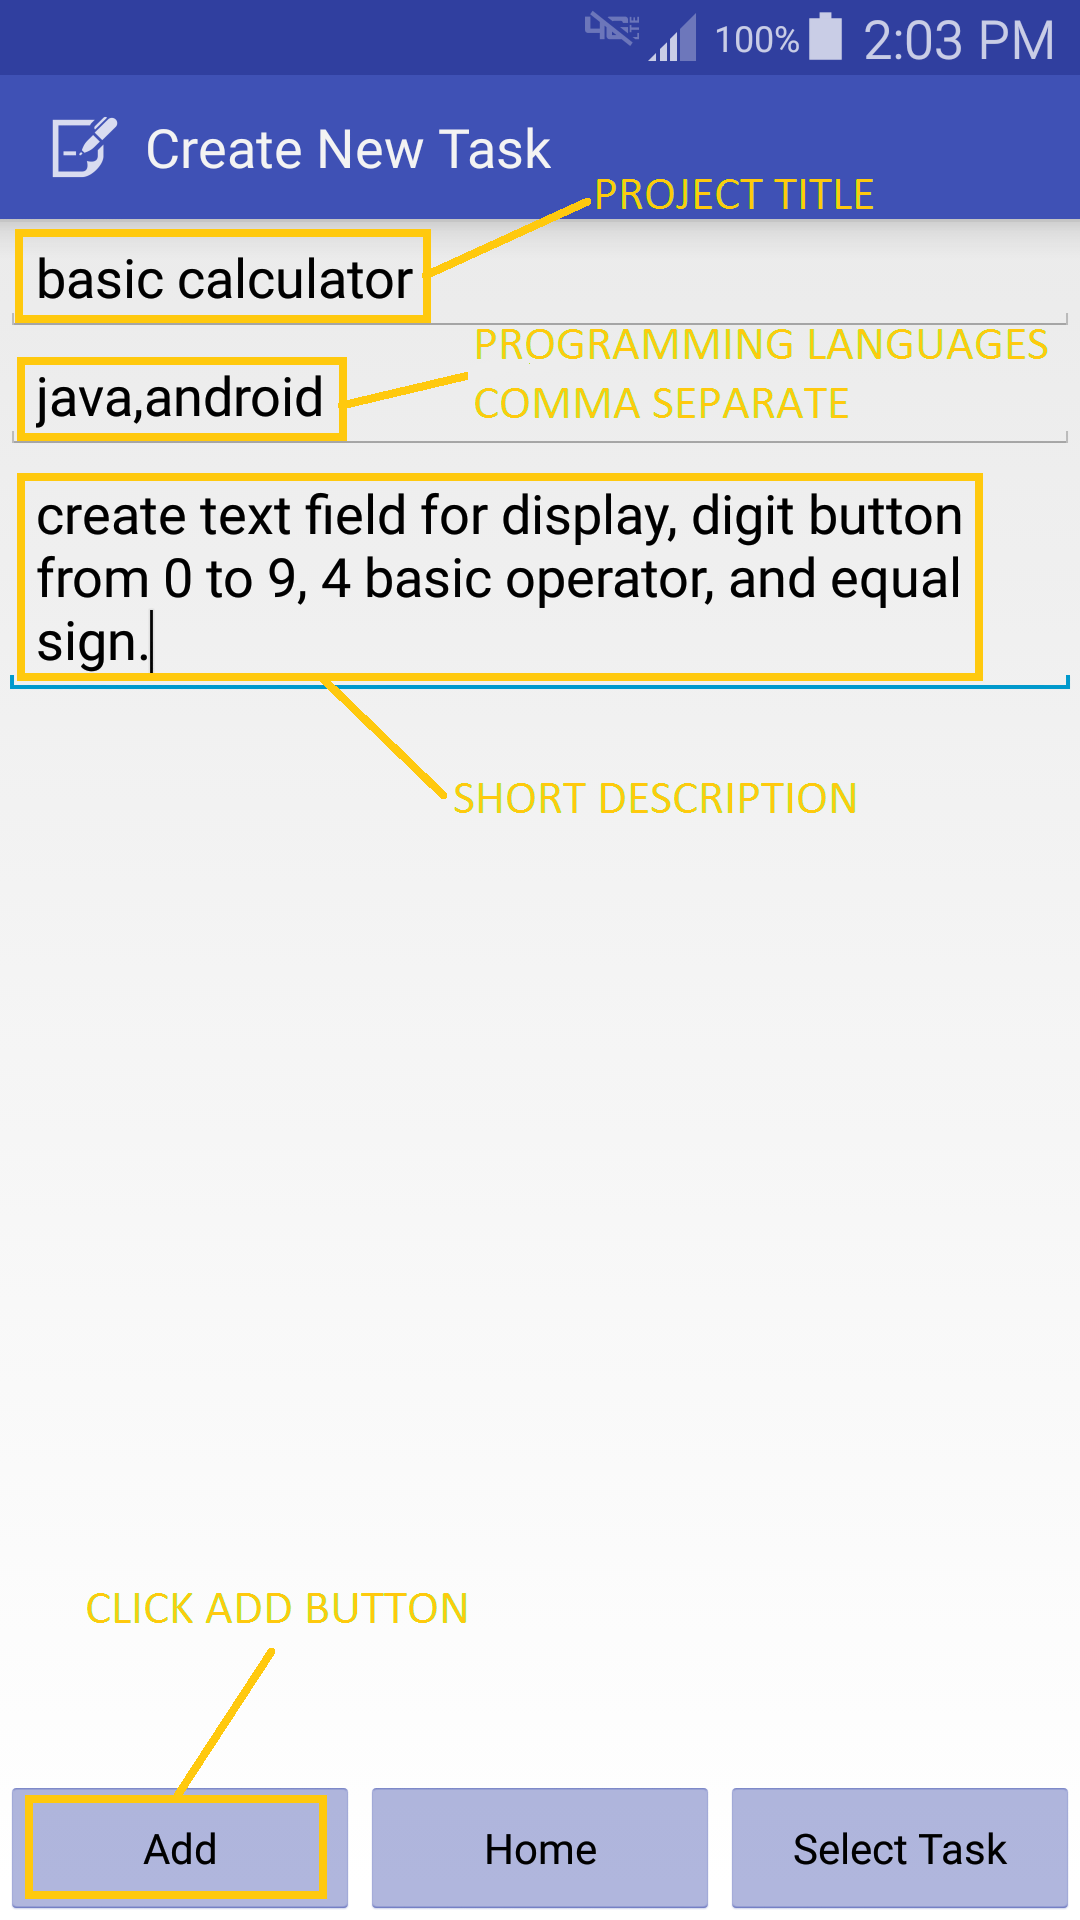 100% 2:03 PM
Create New Task
PROJECT TITLE
basic calculator
PROGRAMMING LANGUAGES
COMMA SEPARATE
java,android
create text field for display, digit button
from 0 to 9, 4 basic operator, and equal
sign.
SHORT DESCRIPTION
CLICK ADD BUTTON
Add
Home
Select Task